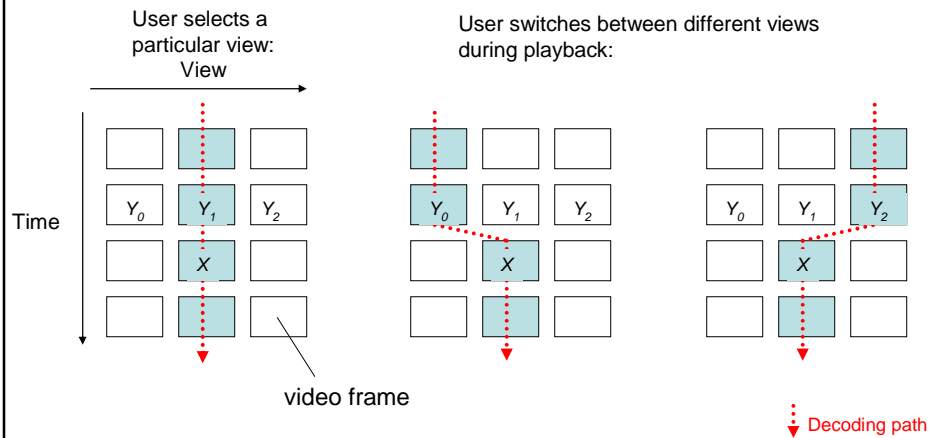 User selects a
particular view:
View
User switches between different views
during playback:
Time
Y0 Y1 Y2
X
Y0 Y1 Y2
X
Y0 Y1 Y2
X
video frame
Decoding path